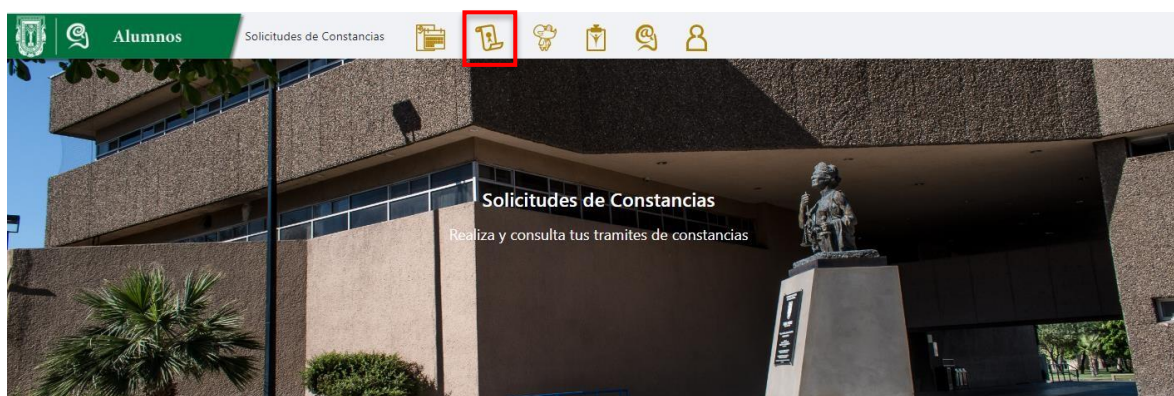 Alumnos
Solicitudes de Constancias
Solicitudes de Constancias
Realiza y consulta tus tramites de constancias